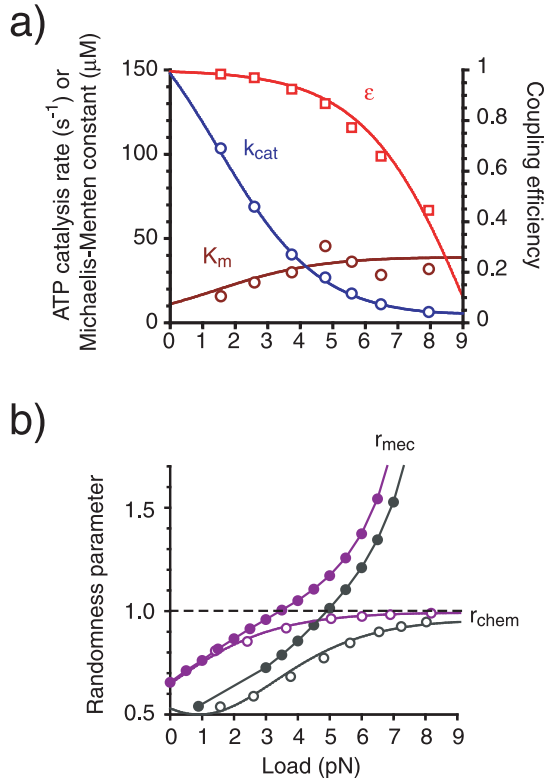 a)
ATP catalysis rate (s⁻¹) or
Michaelis-Menten constant (μM)
150
100
50
0
ε
k_cat
K_m
1
0.8
0.6
0.4
0.2
0
Coupling efficiency
0 1 2 3 4 5 6 7 8 9
b)
Randomness parameter
1.5
1.0
0.5
r_mec
r_chem
0 1 2 3 4 5 6 7 8 9
Load (pN)